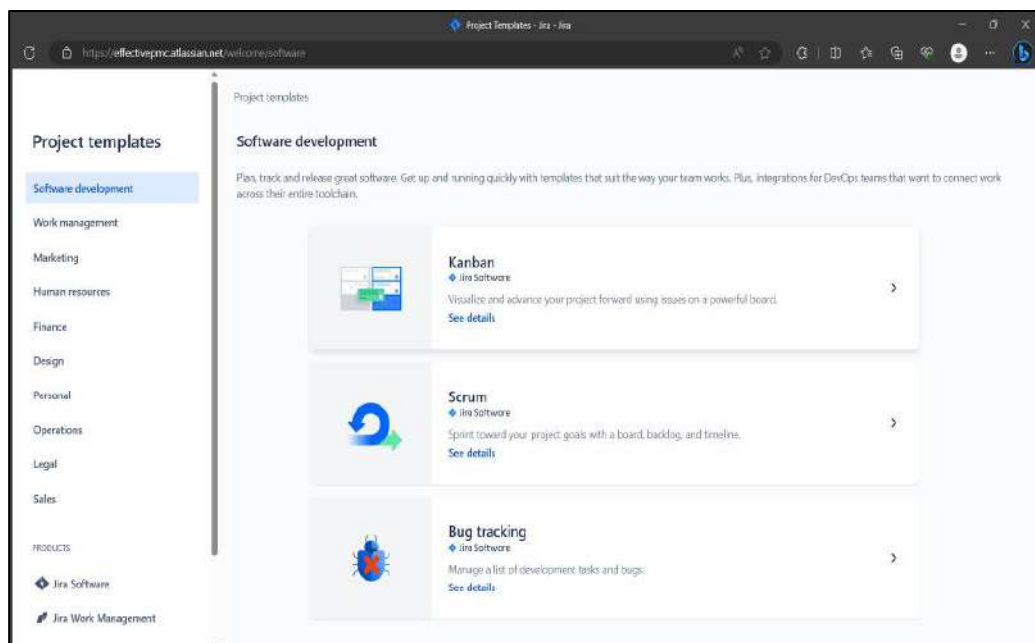 Project Templates - Jira - Jira
https://effectivepmc.atlassian.net/welcome/software
Project templates
Software development
Work management
Marketing
Human resources
Finance
Design
Personal
Operations
Legal
Sales
PRODUCTS
Jira Software
Jira Work Management
Project templates
Software development
Plan, track and release great software. Get up and running quickly with templates that suit the way your team works. Plus, integrations for DevOps teams that want to connect work
across their entire toolchain.
Kanban
Jira Software
Visualize and advance your project forward using issues on a powerful board.
See details
Scrum
Jira Software
Sprint toward your project goals with a board, backlog, and timeline.
See details
Bug tracking
Jira Software
Manage a list of development tasks and bugs.
See details